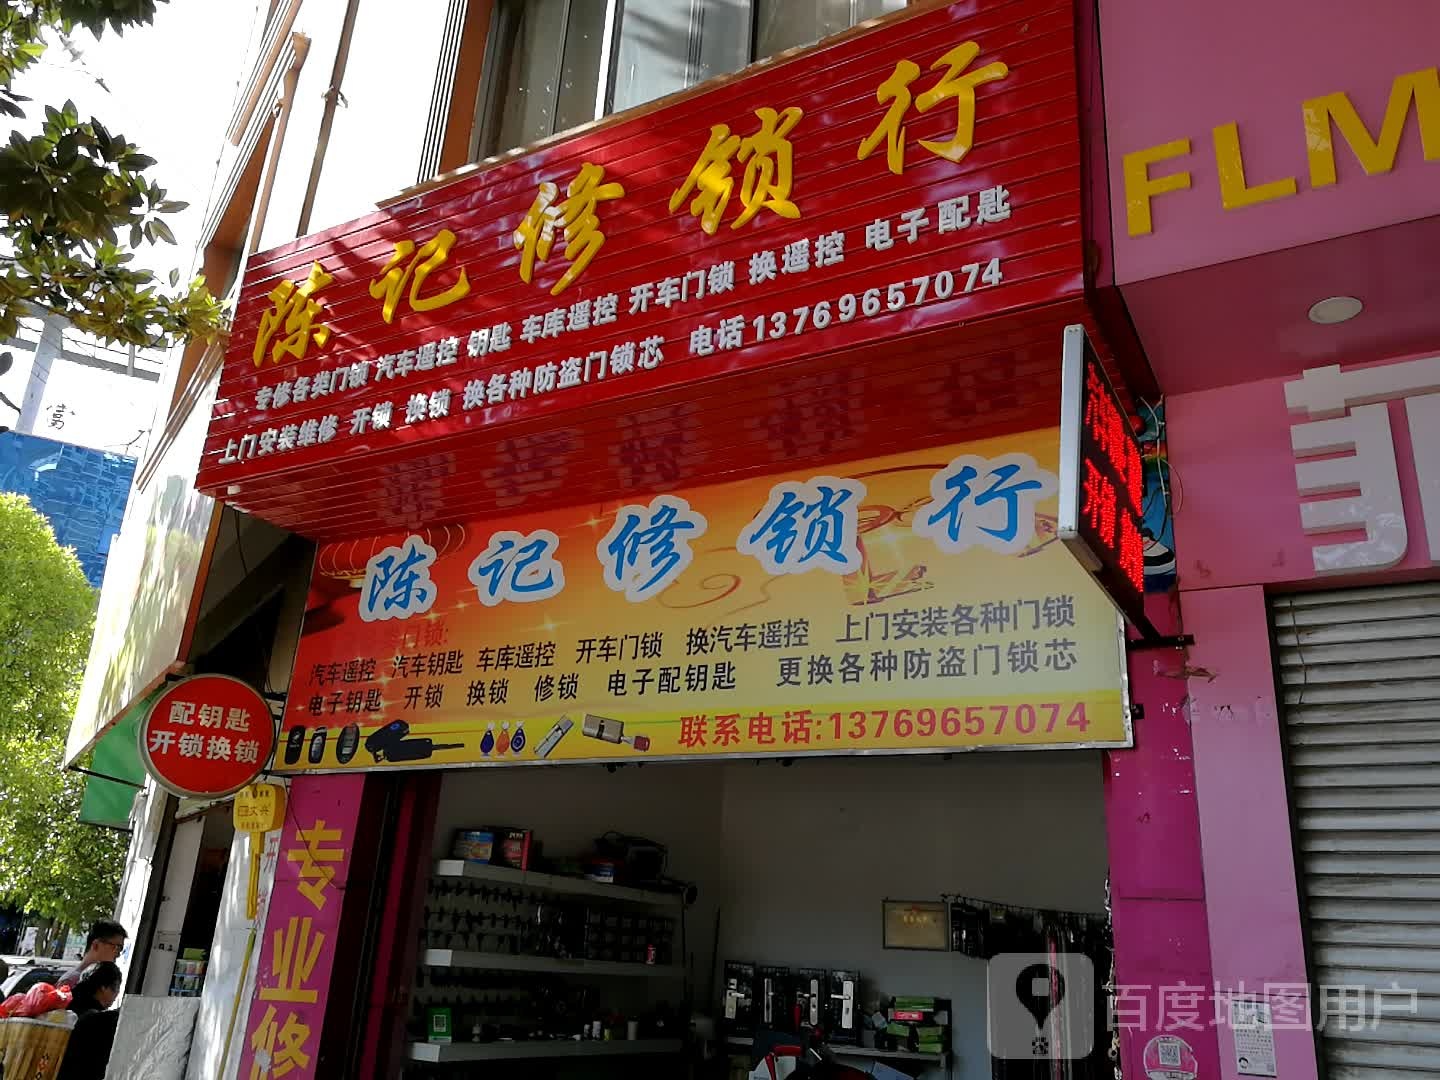 陈记修锁行
专修各类门锁 汽车遥控 钥匙 车库遥控 开车门锁 换遥控 电子配匙
上门安装维修 开锁 换锁 换各种防盗门锁芯 电话13769657074
FLM
陈记修锁行
门锁:
汽车遥控 汽车钥匙 车库遥控 开车门锁 换汽车遥控 上门安装各种门锁
电子钥匙 开锁 换锁 修锁 电子配钥匙 更换各种防盗门锁芯
联系电话:13769657074
开锁
配钥匙
开锁换锁
专业修
百度地图用户